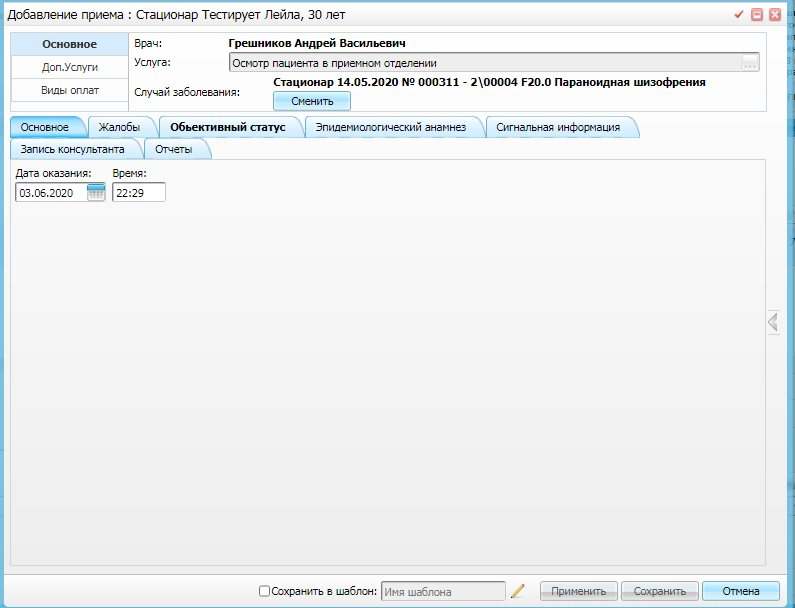 Добавление приема : Стационар Тестирует Лейла, 30 лет
Основное
Доп.Услуги
Виды оплат
Врач: Грешников Андрей Васильевич
Услуга: Осмотр пациента в приемном отделении ...
Случай заболевания: Стационар 14.05.2020 № 000311 - 2\00004 F20.0 Параноидная шизофрения
Сменить
Основное Жалобы Обьективный статус Эпидемиологический анамнез Сигнальная информация
Запись консультанта Отчеты
Дата оказания: Время:
03.06.2020 22:29
Сохранить в шаблон: Имя шаблона Применить Сохранить Отмена